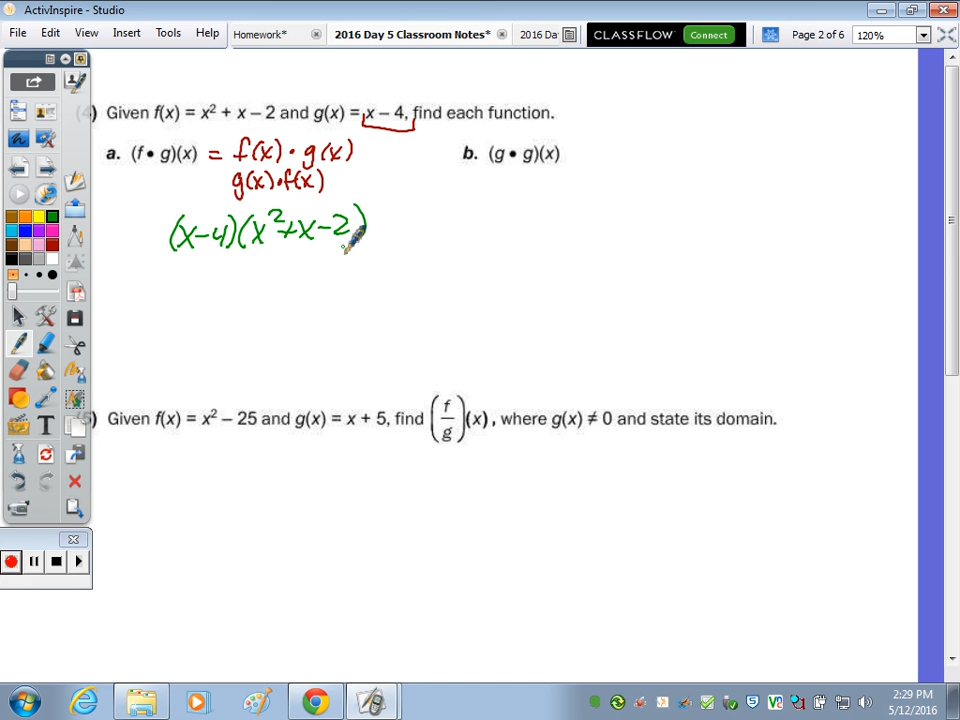 ActivInspire - Studio
File Edit View Insert Tools Help Homework* 2016 Day 5 Classroom Notes* 2016 Da CLASSFLOW Connect Page 2 of 6 120%
4) Given f(x) = x² + x – 2 and g(x) = x – 4, find each function.
a. (f • g)(x) = f(x) · g(x) b. (g • g)(x)
g(x)·f(x)
(x-4)(x²+x-2)
5) Given f(x) = x² – 25 and g(x) = x + 5, find (f/g)(x), where g(x) ≠ 0 and state its domain.
2:29 PM
5/12/2016